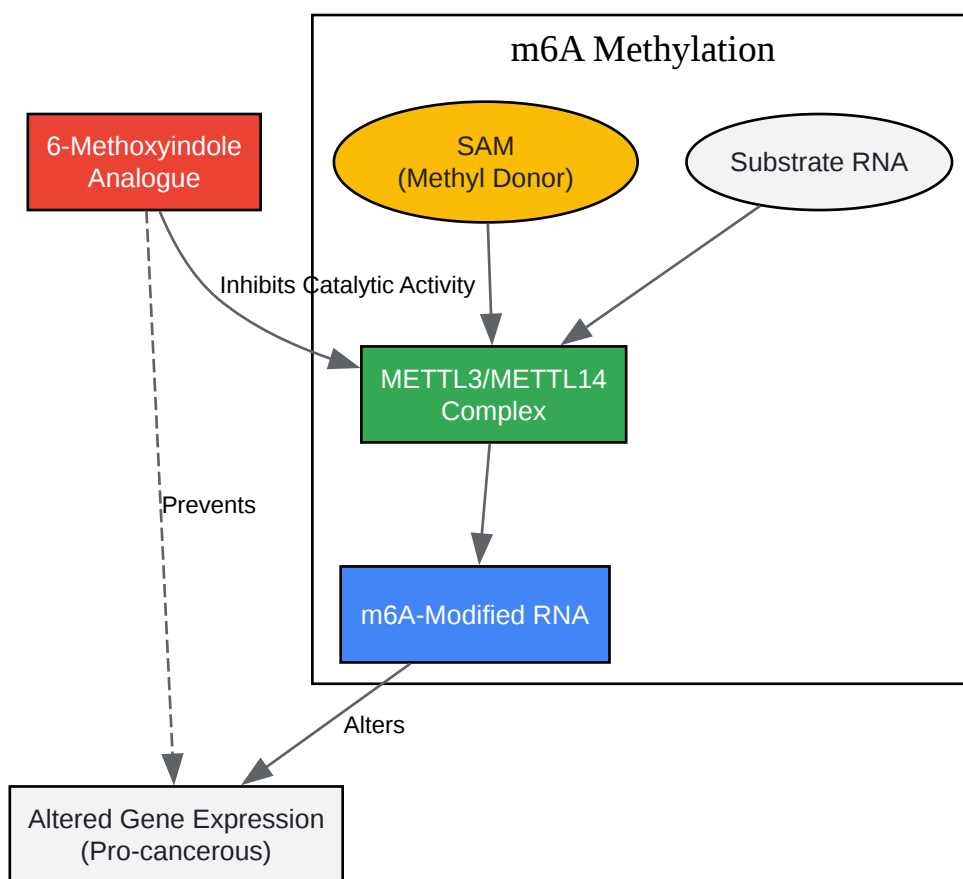 m6A Methylation
6-Methoxyindole
Analogue
SAM
(Methyl Donor)
Substrate RNA
Inhibits Catalytic Activity
METTL3/METTL14
Complex
Prevents
m6A-Modified RNA
Alters
Altered Gene Expression
(Pro-cancerous)